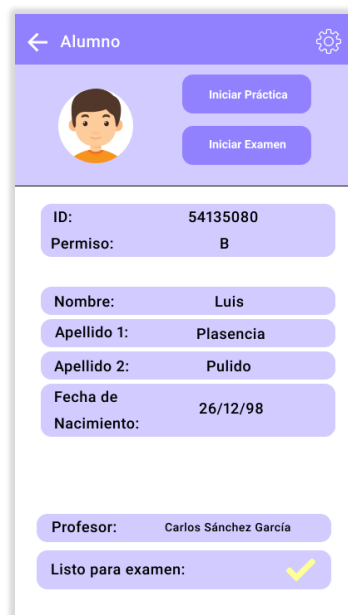 Alumno
Iniciar Práctica
Iniciar Examen
ID: 54135080
Permiso: B
Nombre: Luis
Apellido 1: Plasencia
Apellido 2: Pulido
Fecha de
Nacimiento: 26/12/98
Profesor: Carlos Sánchez García
Listo para examen: